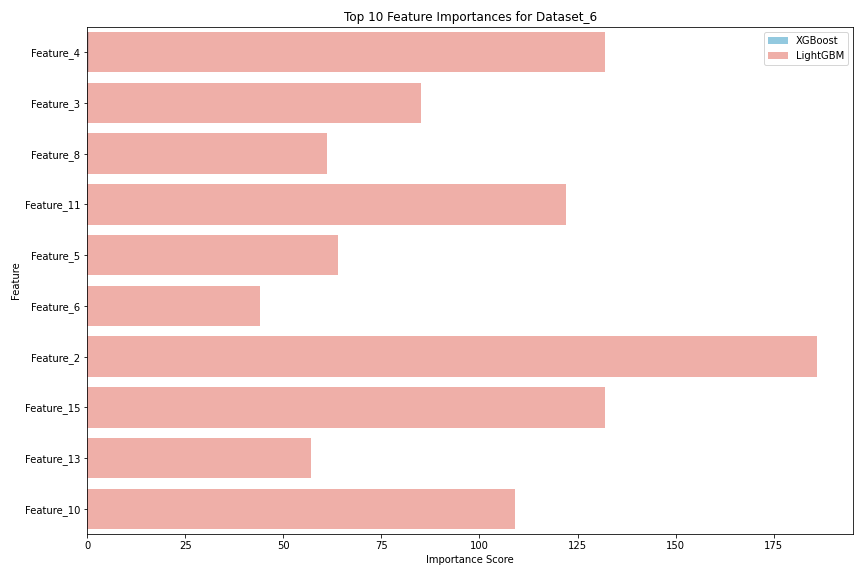 Top 10 Feature Importances for Dataset_6
XGBoost
LightGBM
Feature
Feature_4
Feature_3
Feature_8
Feature_11
Feature_5
Feature_6
Feature_2
Feature_15
Feature_13
Feature_10
0 25 50 75 100 125 150 175
Importance Score